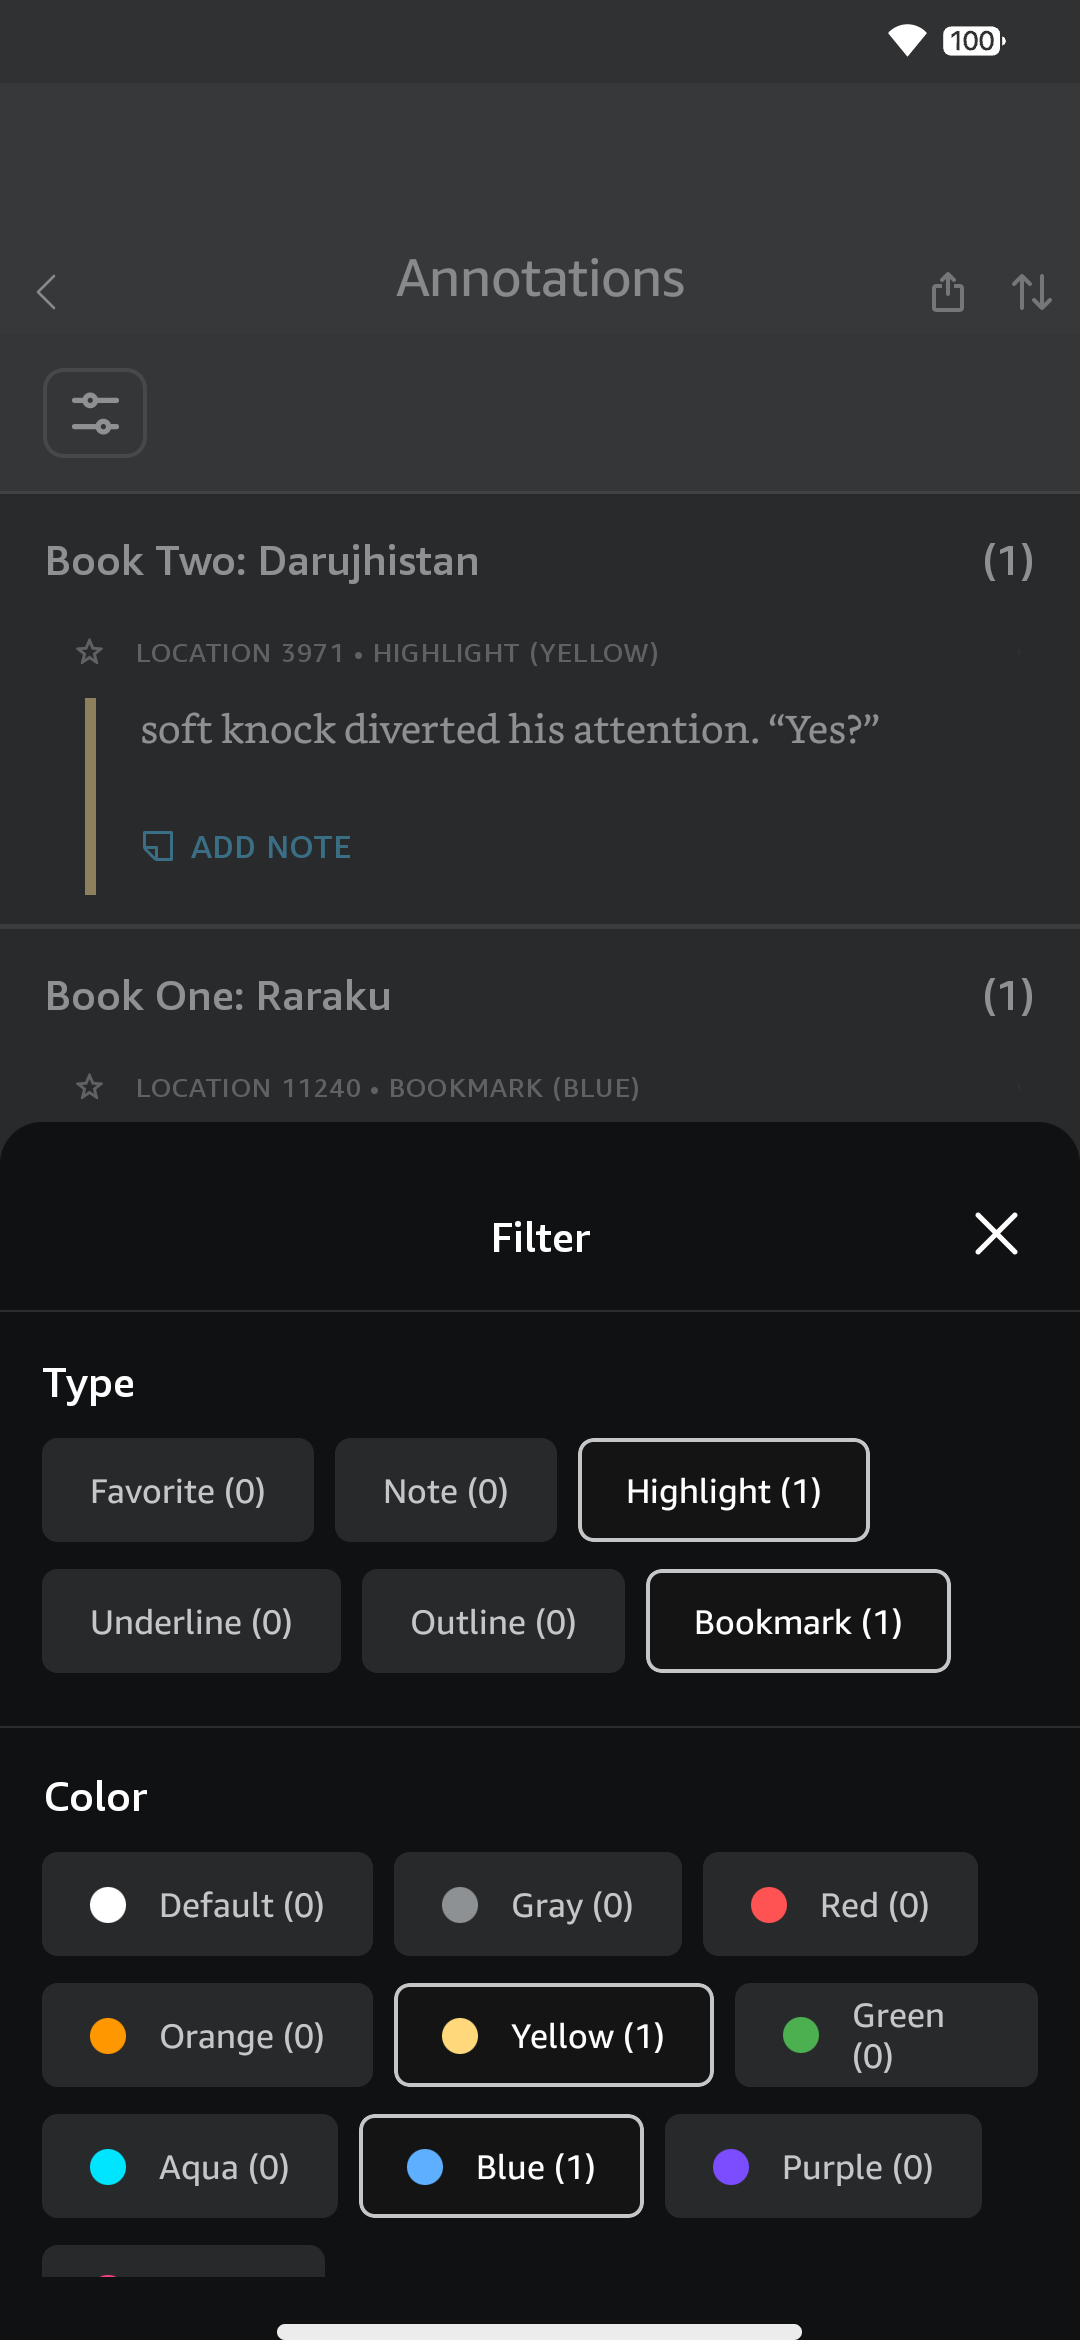 100
Annotations
Book Two: Darujhistan (1)
LOCATION 3971 • HIGHLIGHT (YELLOW)
soft knock diverted his attention. “Yes?”
ADD NOTE
Book One: Raraku (1)
LOCATION 11240 • BOOKMARK (BLUE)
Filter
Type
Favorite (0) Note (0) Highlight (1)
Underline (0) Outline (0) Bookmark (1)
Color
Default (0) Gray (0) Red (0)
Orange (0) Yellow (1) Green
(0)
Aqua (0) Blue (1) Purple (0)